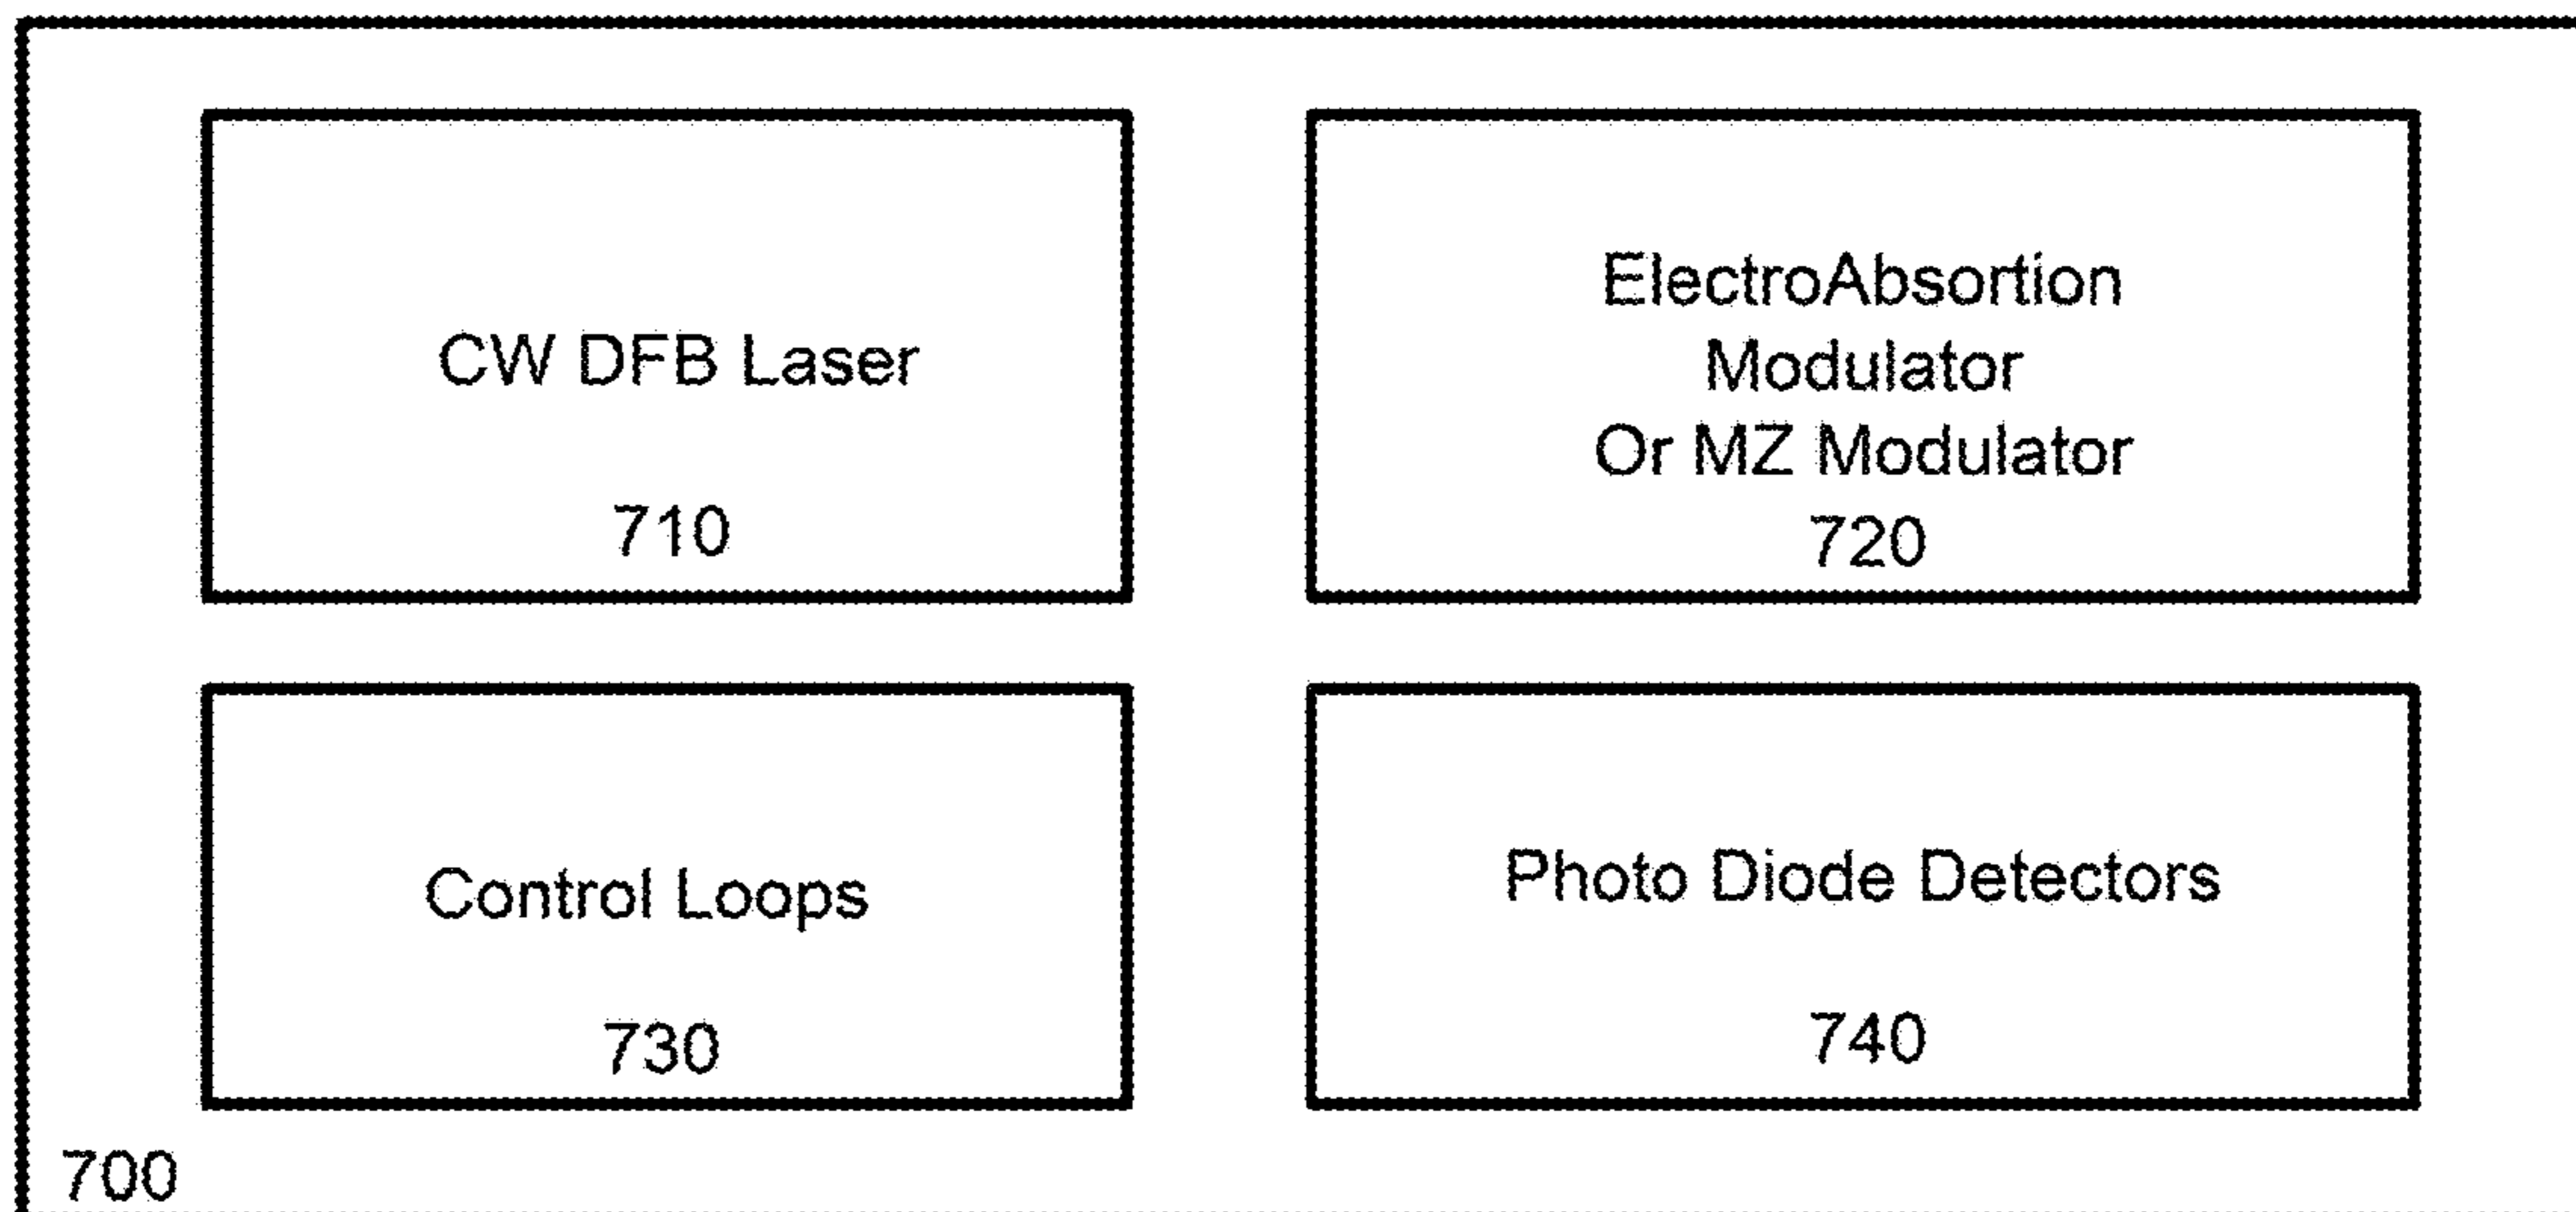 CW DFB Laser
710
ElectroAbsortion
Modulator
Or MZ Modulator
720
Control Loops
730
Photo Diode Detectors
740
700